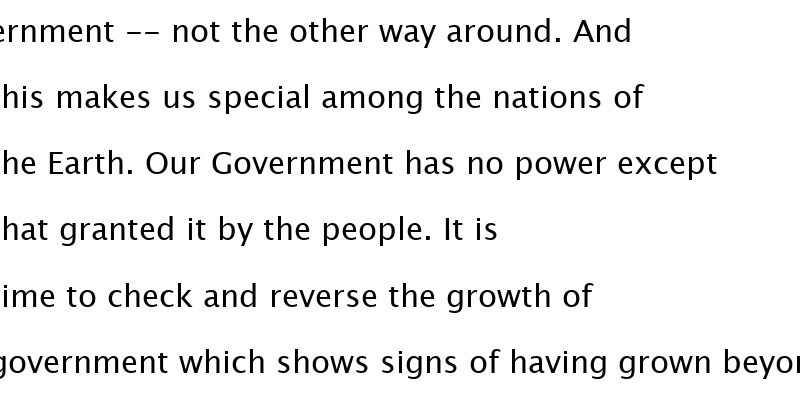 ernment -- not the other way around. And
his makes us special among the nations of
he Earth. Our Government has no power except
hat granted it by the people. It is
ime to check and reverse the growth of
government which shows signs of having grown beyon